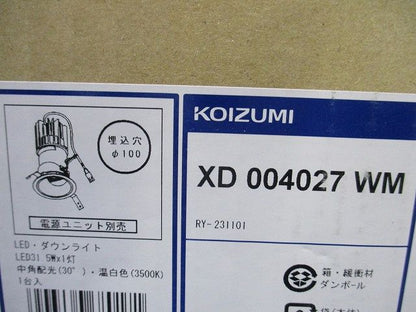 埋込穴
φ100
電源ユニット別売
LED・ダウンライト
LED31.5W×1灯
中角配光(30°)・温白色(3500K)
1台入
KOIZUMI
XD 004027 WM
RY-231101
箱・緩衝材
ダンボール